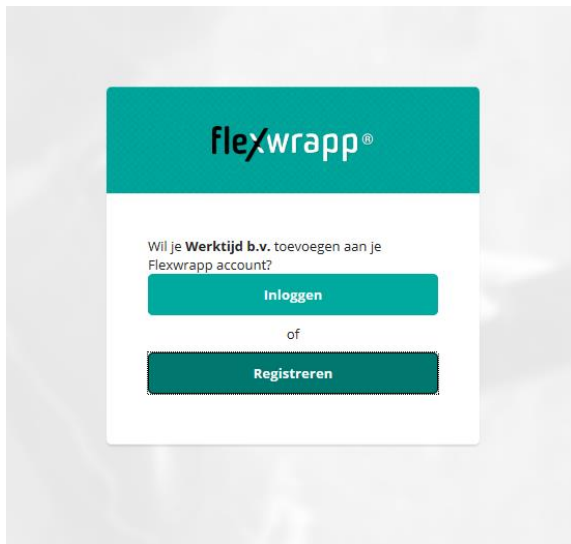 flexwrapp®
Wil je Werktijd b.v. toevoegen aan je
Flexwrapp account?
Inloggen
of
Registreren